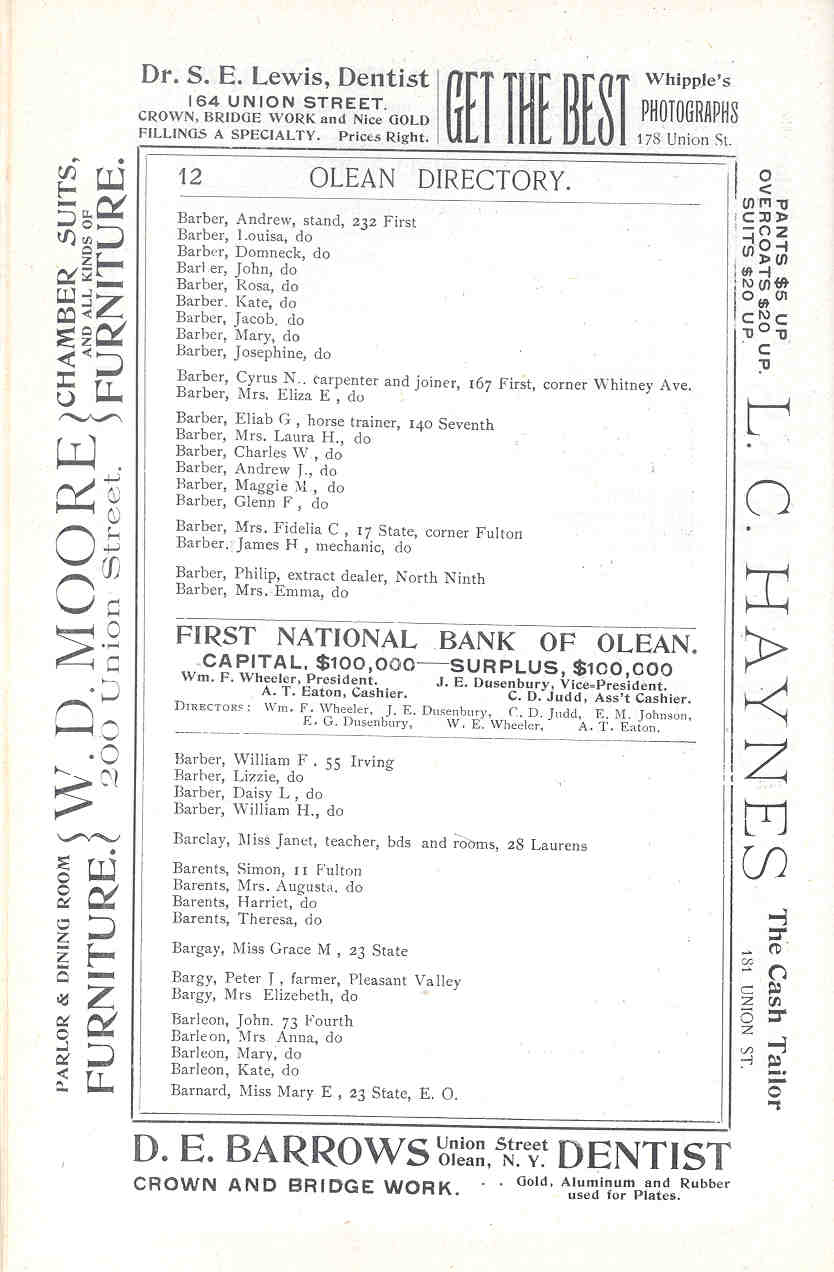 Dr. S. E. Lewis, Dentist
164 UNION STREET.
CROWN, BRIDGE WORK and Nice GOLD
FILLINGS A SPECIALTY. Prices Right.
GET THE BEST
Whipple's
PHOTOGRAPHS
178 Union St.
CHAMBER SUITS,
AND ALL KINDS OF
FURNITURE.
W. D. MOORE
200 Union Street.
PARLOR & DINING ROOM
FURNITURE.
12 OLEAN DIRECTORY.
Barber, Andrew, stand, 232 First
Barber, Louisa, do
Barber, Domneck, do
Barber, John, do
Barber, Rosa, do
Barber. Kate, do
Barber, Jacob, do
Barber, Mary, do
Barber, Josephine, do
Barber, Cyrus N.. carpenter and joiner, 167 First, corner Whitney Ave.
Barber, Mrs. Eliza E , do
Barber, Eliab G , horse trainer, 140 Seventh
Barber, Mrs. Laura H., do
Barber, Charles W , do
Barber, Andrew J., do
Barber, Maggie M , do
Barber, Glenn F , do
Barber, Mrs. Fidelia C , 17 State, corner Fulton
Barber. James H , mechanic, do
Barber, Philip, extract dealer, North Ninth
Barber, Mrs. Emma, do
FIRST NATIONAL BANK OF OLEAN.
CAPITAL, $100,000—SURPLUS, $100,000
Wm. F. Wheeler, President. J. E. Dusenbury, Vice=President.
A. T. Eaton, Cashier. C. D. Judd, Ass't Cashier.
DIRECTORS: Wm. F. Wheeler, J. E. Dusenbury, C. D. Judd, E. M. Johnson,
E. G. Dusenbury, W. E. Wheeler, A. T. Eaton.
Barber, William F . 55 Irving
Barber, Lizzie, do
Barber, Daisy L , do
Barber, William H., do
Barclay, Miss Janet, teacher, bds and rooms, 28 Laurens
Barents, Simon, 11 Fulton
Barents, Mrs. Augusta, do
Barents, Harriet, do
Barents, Theresa, do
Bargay, Miss Grace M , 23 State
Bargy, Peter J , farmer, Pleasant Valley
Bargy, Mrs Elizebeth, do
Barleon, John. 73 Fourth
Barleon, Mrs Anna, do
Barleon, Mary, do
Barleon, Kate, do
Barnard, Miss Mary E , 23 State, E. O.
PANTS $5 UP
OVERCOATS $20 UP.
SUITS $20 UP.
L. C. HAYNES
The Cash Tailor
181 UNION ST.
D. E. BARROWS Union Street DENTIST
Olean, N. Y.
CROWN AND BRIDGE WORK. - - Gold, Aluminum and Rubber
used for Plates.